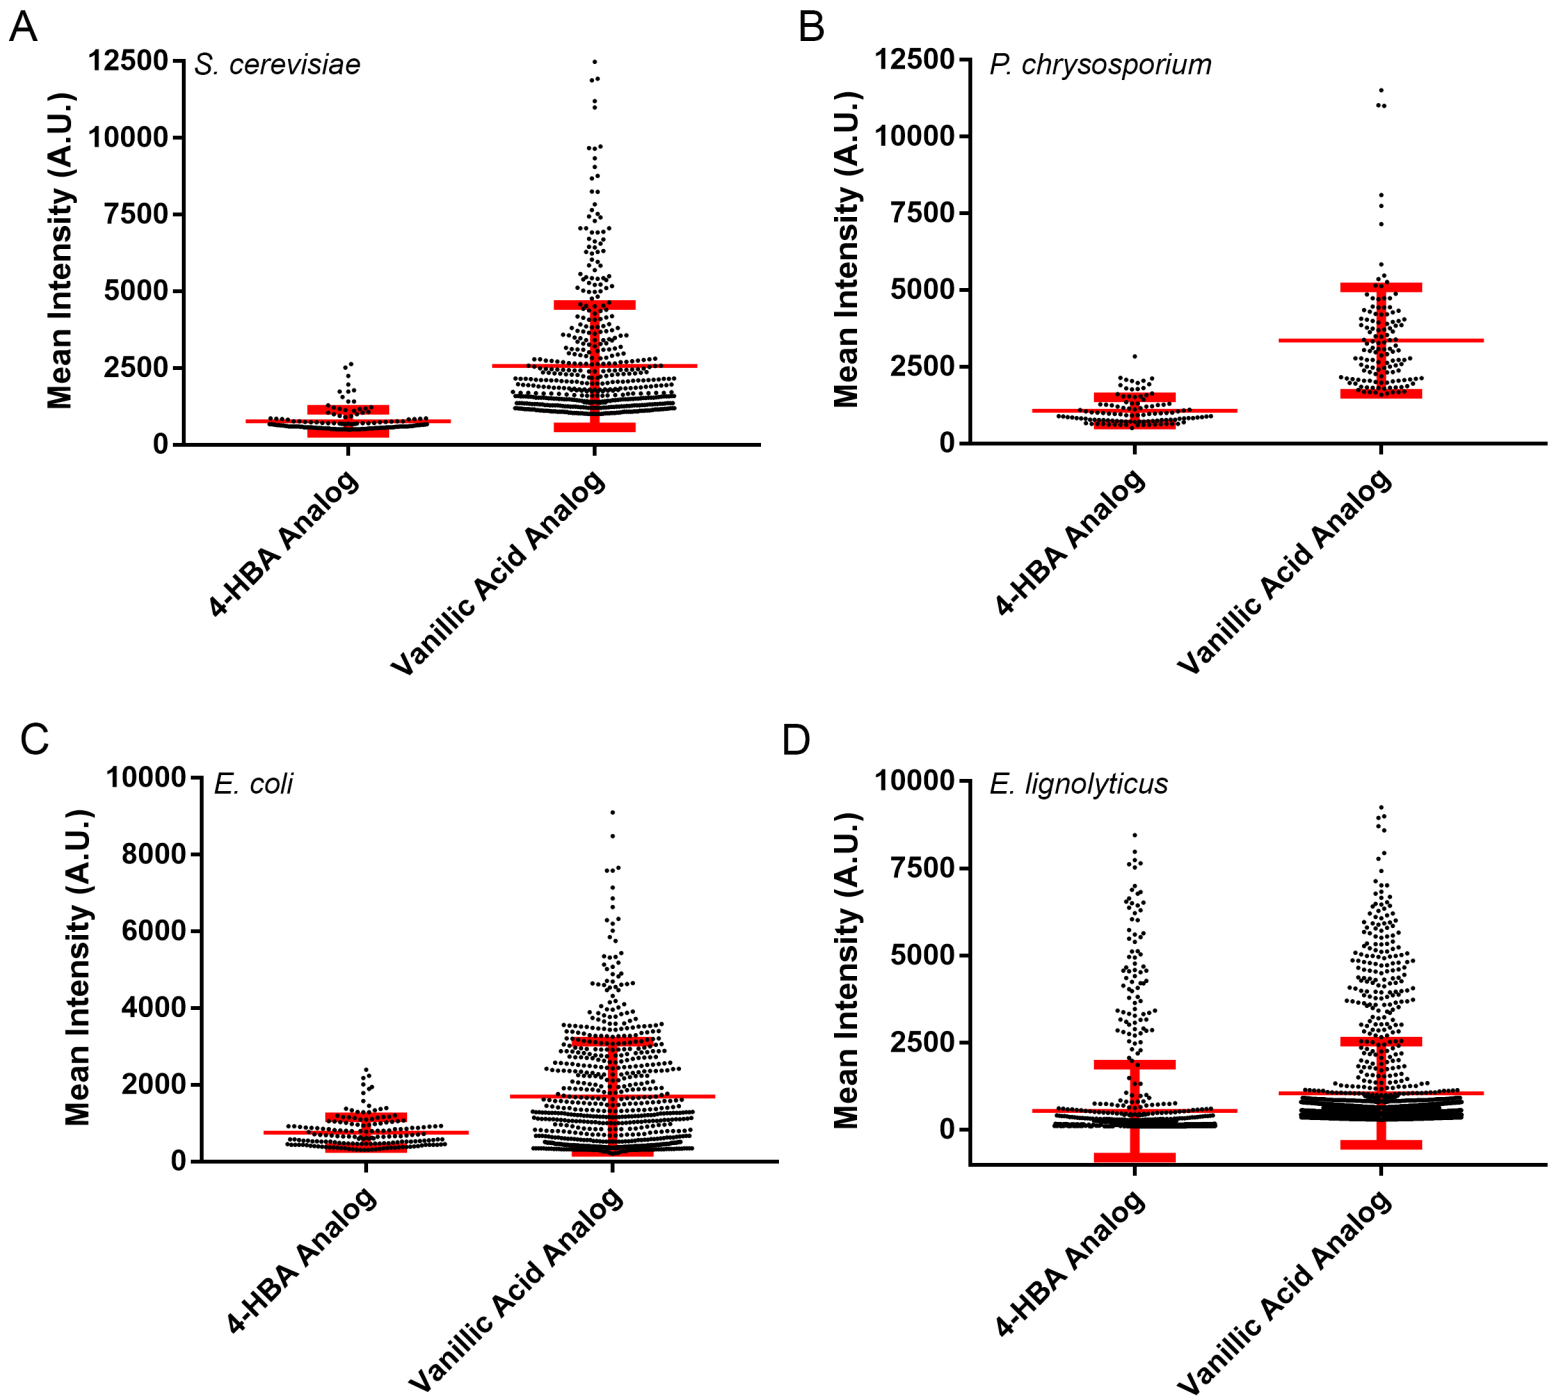 A
S. cerevisiae
Mean Intensity (A.U.)
12500
10000
7500
5000
2500
0
4-HBA Analog
Vanillic Acid Analog
B
P. chrysosporium
Mean Intensity (A.U.)
12500
10000
7500
5000
2500
0
4-HBA Analog
Vanillic Acid Analog
C
E. coli
Mean Intensity (A.U.)
10000
8000
6000
4000
2000
0
4-HBA Analog
Vanillic Acid Analog
D
E. lignolyticus
Mean Intensity (A.U.)
10000
7500
5000
2500
0
4-HBA Analog
Vanillic Acid Analog